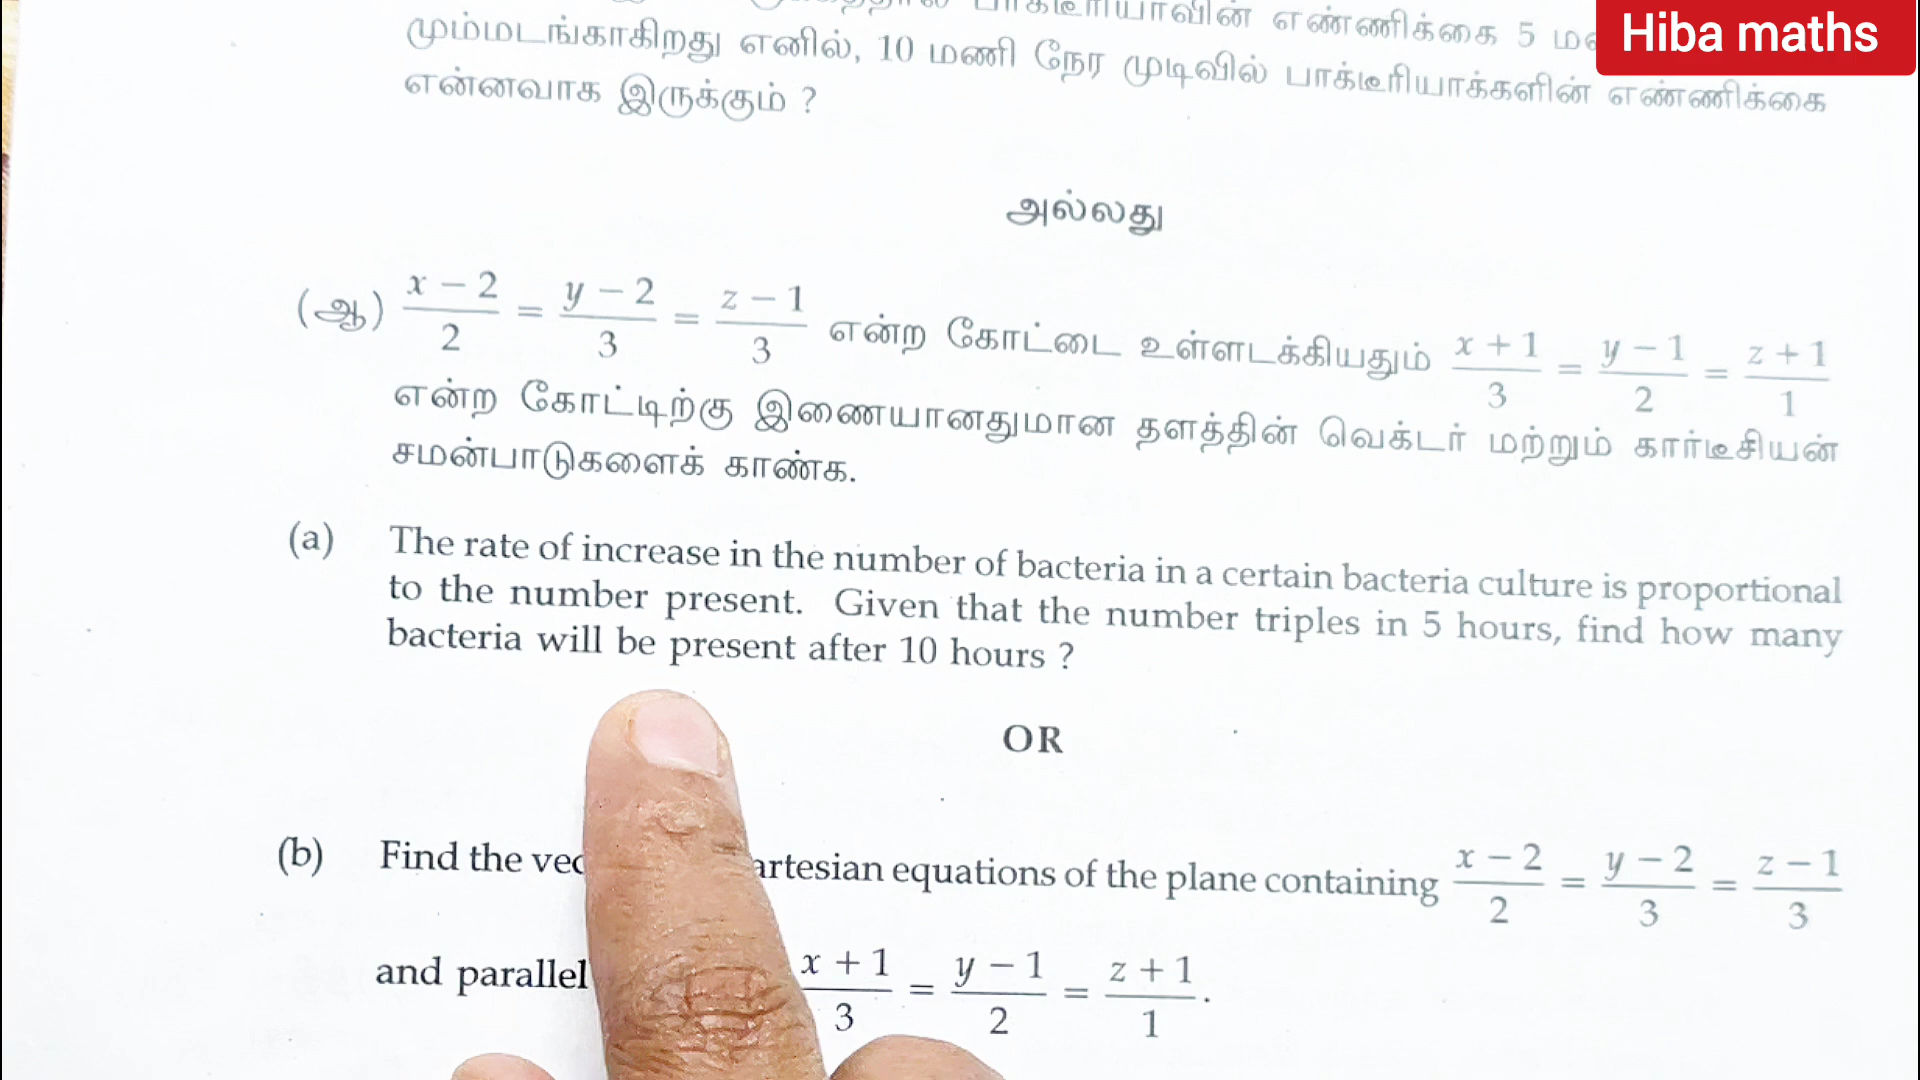 எண்ணிக்கை 5
Hiba maths
மும்மடங்காகிறது எனில், 10 மணி நேர முடிவில் பாக்டீரியாக்களின் எண்ணிக்கை
என்னவாக இருக்கும் ?
அல்லது
(ஆ) x − 2 / 2 = y − 2 / 3 = z − 1 / 3 என்ற கோட்டை உள்ளடக்கியதும் x + 1 / 3 = y − 1 / 2 = z + 1 / 1
என்ற கோட்டிற்கு இணையானதுமான தளத்தின் வெக்டர் மற்றும் கார்டீசியன்
சமன்பாடுகளைக் காண்க.
(a) The rate of increase in the number of bacteria in a certain bacteria culture is proportional
to the number present. Given that the number triples in 5 hours, find how many
bacteria will be present after 10 hours ?
OR
(b) Find the equations of the plane containing x − 2 / 2 = y − 2 / 3 = z − 1 / 3
and parallel x + 1 / 3 = y − 1 / 2 = z + 1 / 1 .